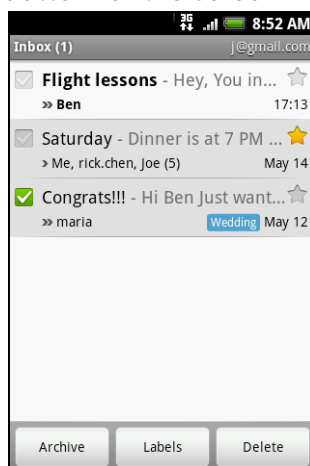 3G 8:52 AM
Inbox (1) j@gmail.com
Flight lessons - Hey, You in...
» Ben 17:13
Saturday - Dinner is at 7 PM ...
› Me, rick.chen, Joe (5) May 14
Congrats!!! - Hi Ben Just want...
» maria Wedding May 12
Archive Labels Delete